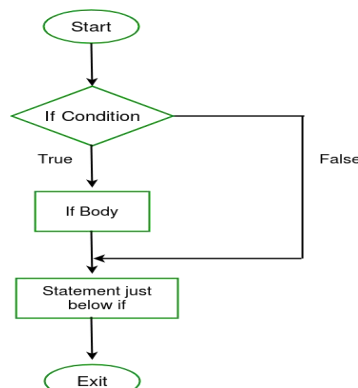 Start
If Condition
True
False
If Body
Statement just
below if
Exit